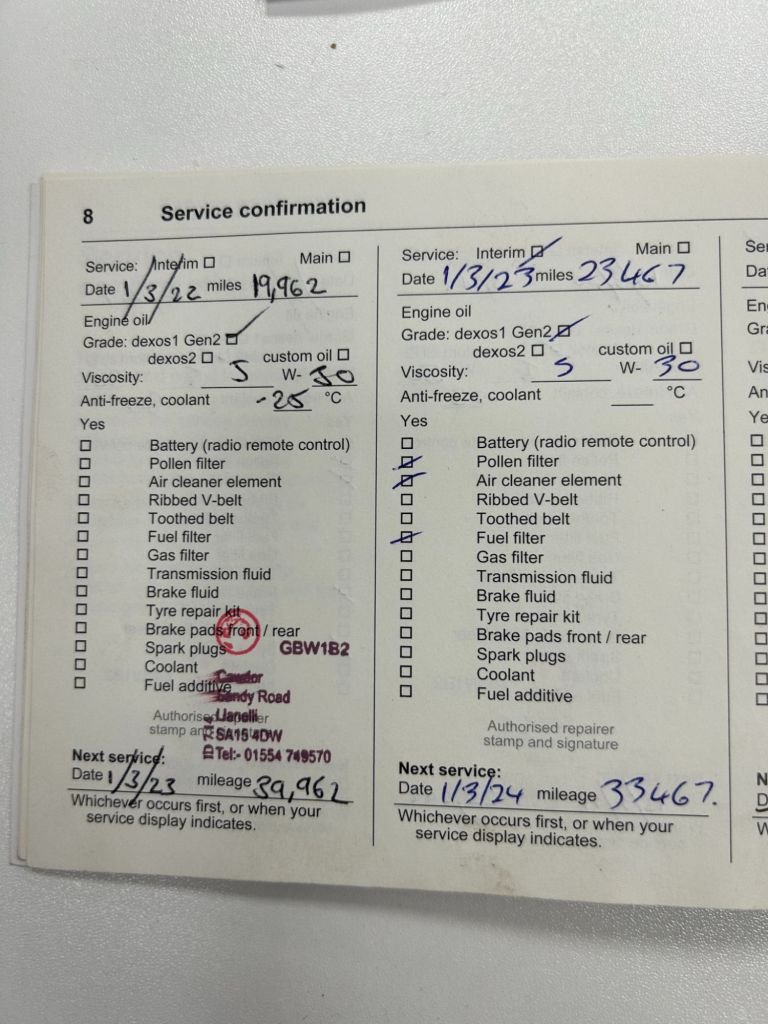 8 Service confirmation
Service: Interim ☐ Main ☐
Date 1/3/22 miles 19,962
Engine oil
Grade: dexos1 Gen2 ☑
dexos2 ☐ custom oil ☐
Viscosity: 5 W- 30
Anti-freeze, coolant -25 °C
Yes
☐ Battery (radio remote control)
☐ Pollen filter
☐ Air cleaner element
☐ Ribbed V-belt
☐ Toothed belt
☐ Fuel filter
☐ Gas filter
☐ Transmission fluid
☐ Brake fluid
☐ Tyre repair kit
☐ Brake pads front / rear
☐ Spark plugs GBW1B2
☐ Coolant
☐ Fuel additive
Cawdor
Sandy Road
Llanelli
SA15 4DW
Tel:- 01554 749570
Authorised repairer
stamp and signature
Next service:
Date 1/3/23 mileage 39,962
Whichever occurs first, or when your
service display indicates.
Service: Interim ☑ Main ☐
Date 1/3/23 miles 23467
Engine oil
Grade: dexos1 Gen2 ☑
dexos2 ☐ custom oil ☐
Viscosity: 5 W- 30
Anti-freeze, coolant °C
Yes
☐ Battery (radio remote control)
☑ Pollen filter
☑ Air cleaner element
☐ Ribbed V-belt
☐ Toothed belt
☑ Fuel filter
☐ Gas filter
☐ Transmission fluid
☐ Brake fluid
☐ Tyre repair kit
☐ Brake pads front / rear
☐ Spark plugs
☐ Coolant
☐ Fuel additive
Authorised repairer
stamp and signature
Next service:
Date 1/3/24 mileage 33467.
Whichever occurs first, or when your
service display indicates.